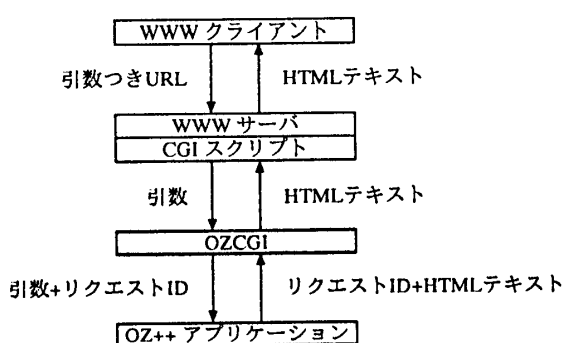 WWW クライアント
引数つきURL HTMLテキスト
WWW サーバ
CGI スクリプト
引数 HTMLテキスト
OZCGI
引数+リクエストID リクエストID+HTMLテキスト
OZ++ アプリケーション